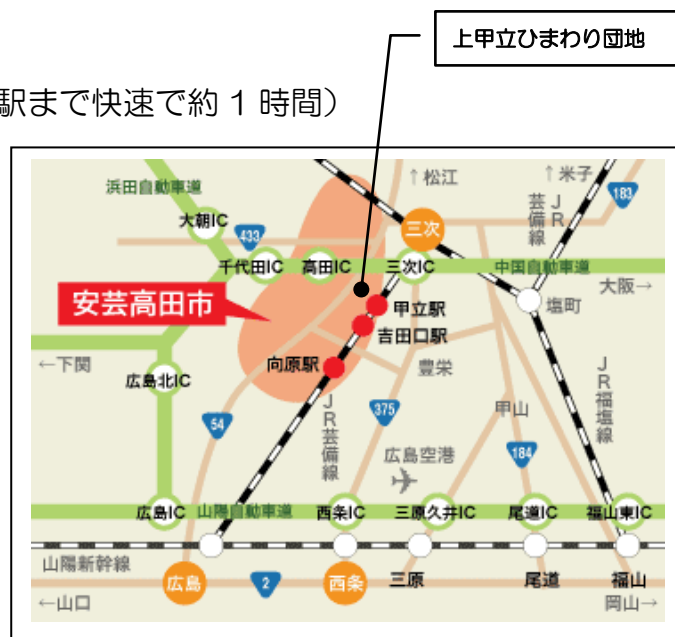 上甲立ひまわり団地
駅まで快速で約 1 時間）
↑松江
↑米子
183
浜田自動車道
大朝IC
433
三次
JR芸備線
千代田IC
高田IC
三次IC
中国自動車道
大阪→
安芸高田市
甲立駅
塩町
吉田口駅
←下関
向原駅
豊栄
広島北IC
JR福塩線
54
JR芸備線
375
甲山
広島空港
184
広島IC
山陽自動車道
西条IC
三原久井IC
尾道IC
福山東IC
山陽新幹線
広島
2
西条
三原
尾道
福山
←山口
岡山→